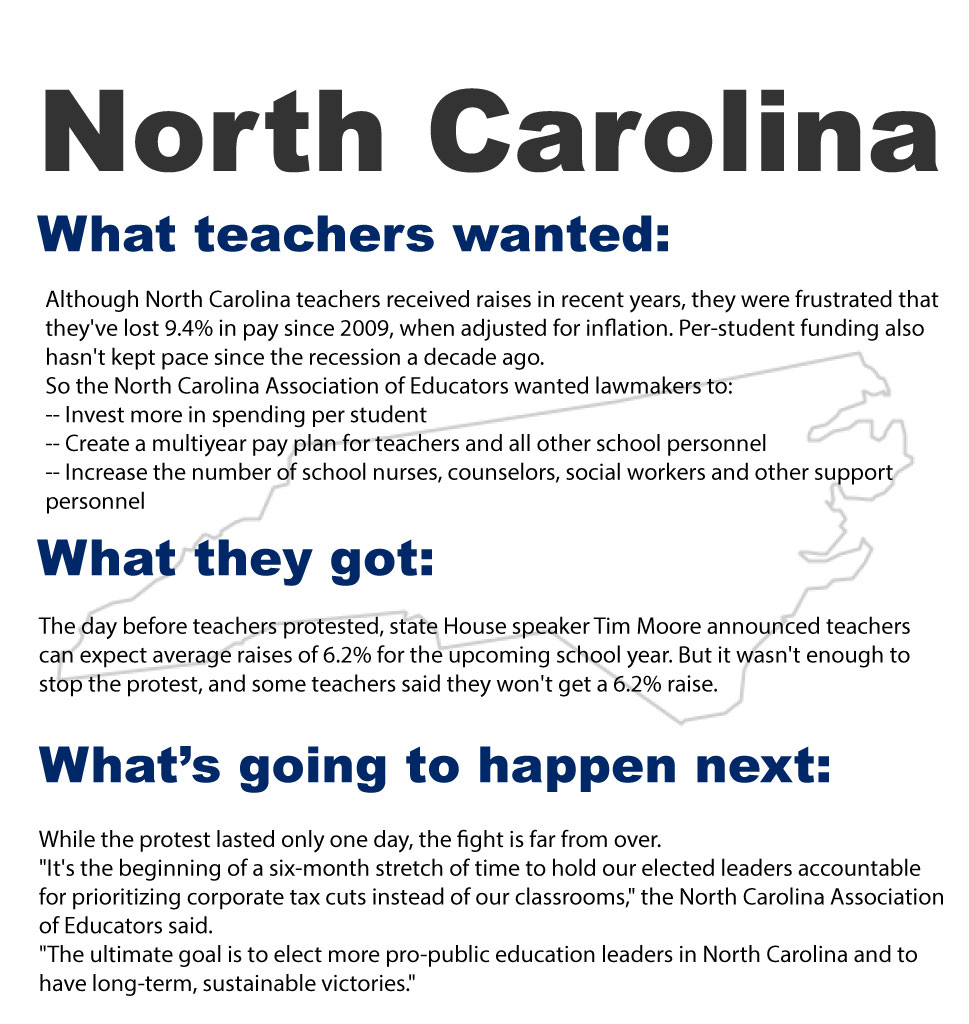 North Carolina
What teachers wanted:
Although North Carolina teachers received raises in recent years, they were frustrated that
they've lost 9.4% in pay since 2009, when adjusted for inflation. Per-student funding also
hasn't kept pace since the recession a decade ago.
So the North Carolina Association of Educators wanted lawmakers to:
-- Invest more in spending per student
-- Create a multiyear pay plan for teachers and all other school personnel
-- Increase the number of school nurses, counselors, social workers and other support
personnel
What they got:
The day before teachers protested, state House speaker Tim Moore announced teachers
can expect average raises of 6.2% for the upcoming school year. But it wasn't enough to
stop the protest, and some teachers said they won't get a 6.2% raise.
What’s going to happen next:
While the protest lasted only one day, the fight is far from over.
"It's the beginning of a six-month stretch of time to hold our elected leaders accountable
for prioritizing corporate tax cuts instead of our classrooms," the North Carolina Association
of Educators said.
"The ultimate goal is to elect more pro-public education leaders in North Carolina and to
have long-term, sustainable victories."